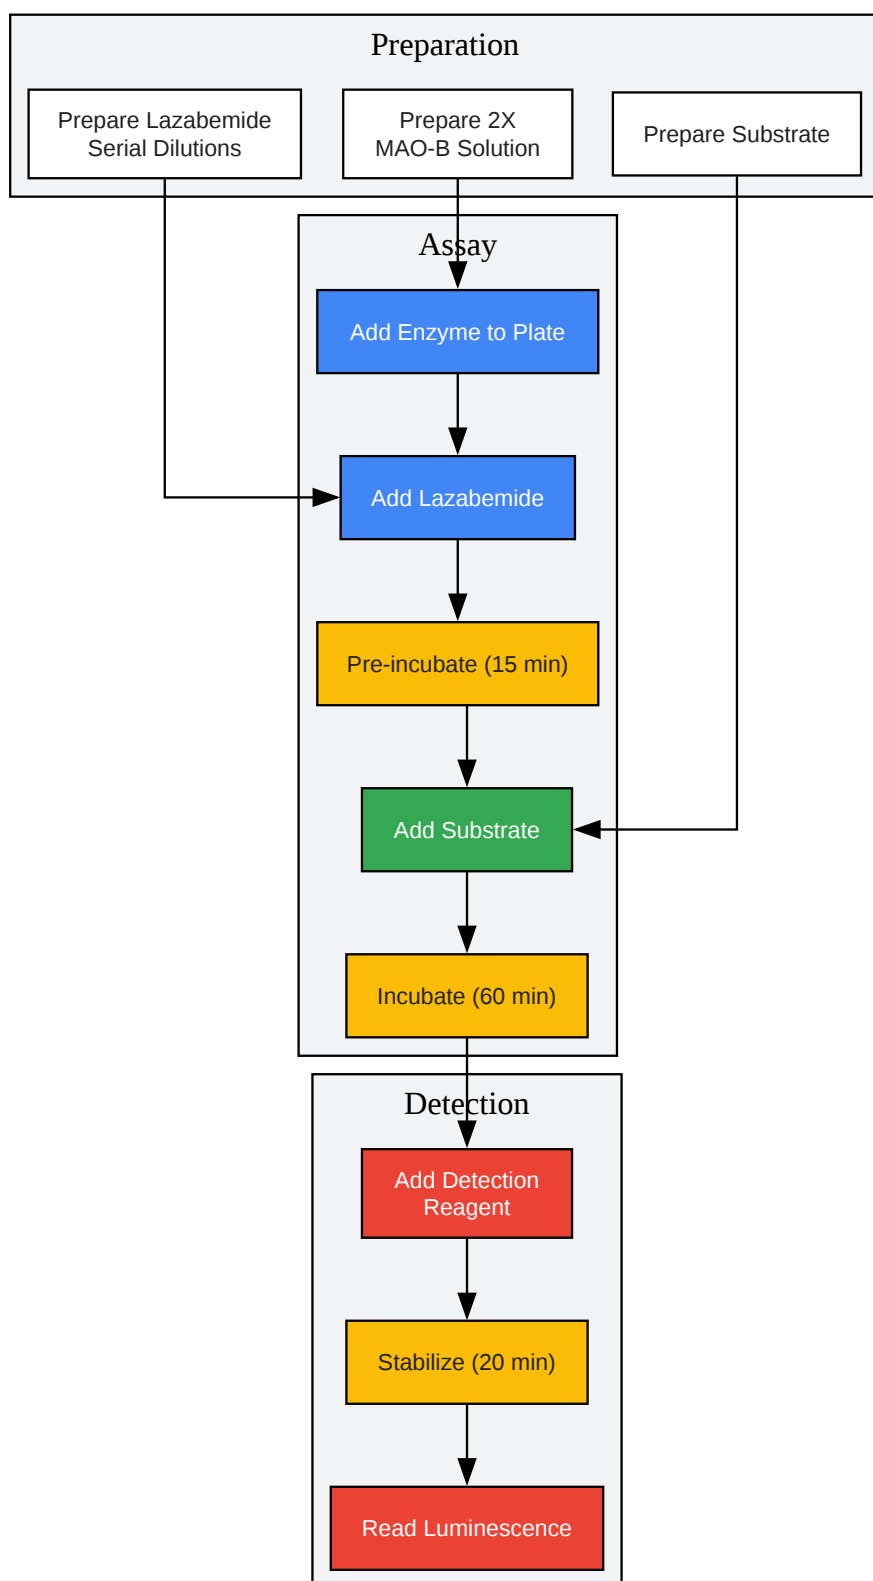 Preparation
Prepare Lazabemide
Serial Dilutions
Prepare 2X
MAO-B Solution
Prepare Substrate
Assay
Add Enzyme to Plate
Add Lazabemide
Pre-incubate (15 min)
Add Substrate
Incubate (60 min)
Detection
Add Detection
Reagent
Stabilize (20 min)
Read Luminescence